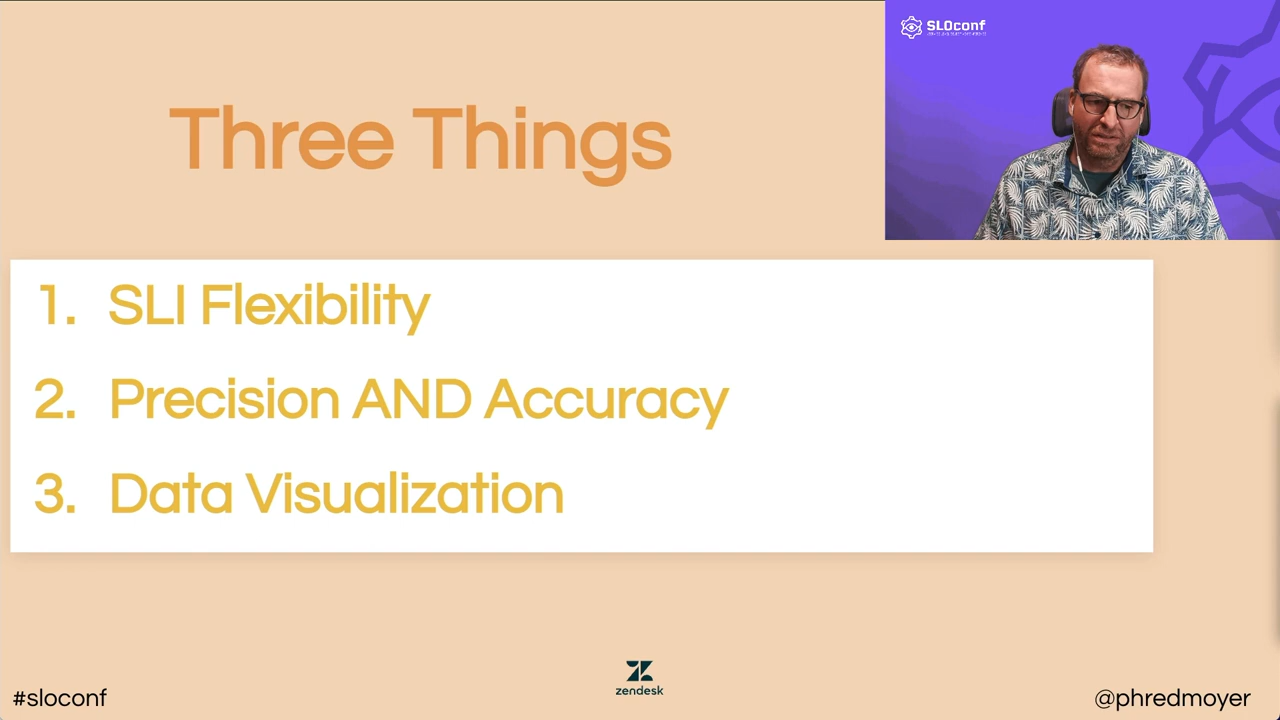 SLOconf
Three Things
1. SLI Flexibility
2. Precision AND Accuracy
3. Data Visualization
zendesk
#sloconf
@phredmoyer